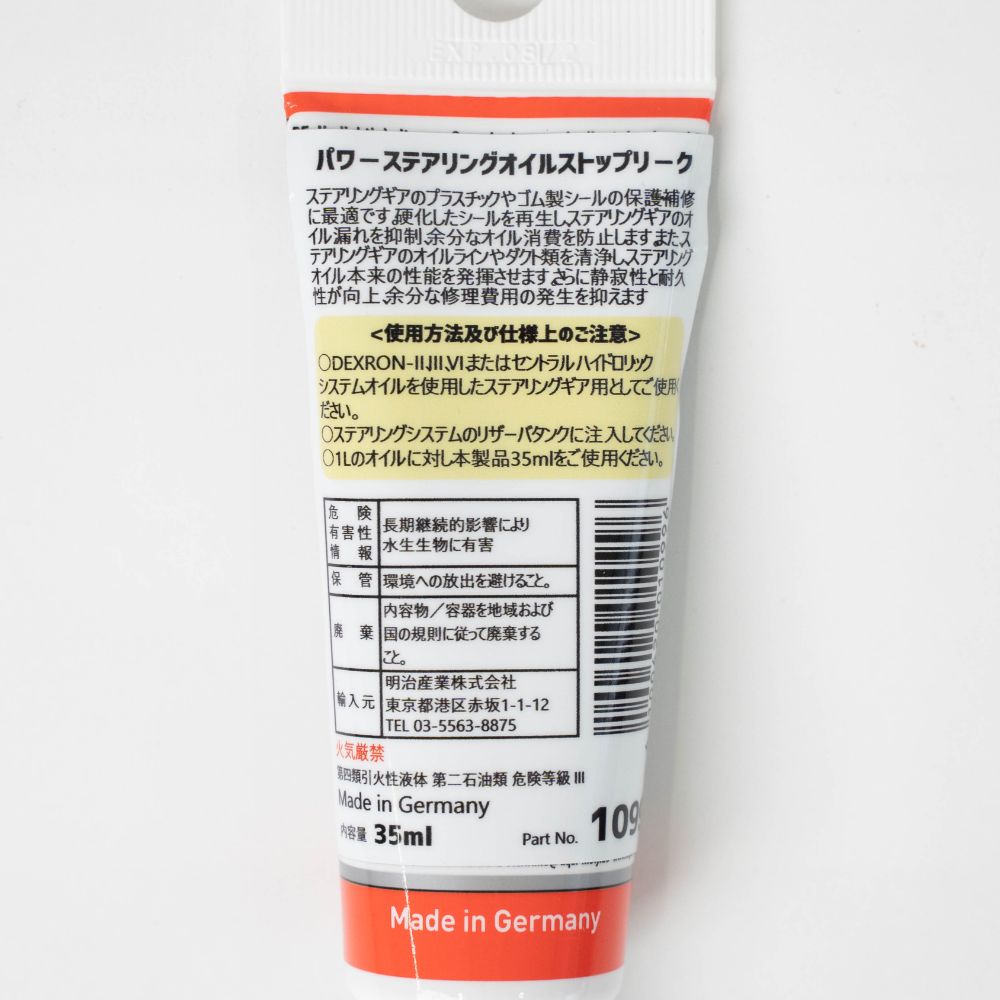 パワーステアリングオイルストップリーク
ステアリングギアのプラスチックやゴム製シールの保護補修
に最適です。硬化したシールを再生しステアリングギアのオ
イル漏れを抑制、余分なオイル消費を防止します。またス
テアリングギアのオイルラインやダクト類を清浄しステアリング
オイル本来の性能を発揮させます。さらに静寂性と耐久
性が向上、余分な修理費用の発生を抑えます
<使用方法及び仕様上のご注意>
○DEXRON-II,III,VIまたはセントラルハイドロリック
システムオイルを使用したステアリングギア用としてご使用く
ださい。
○ステアリングシステムのリザーバタンクに注入してください。
○1Lのオイルに対し本製品35mlをご使用ください。
危険有害性情報 長期継続的影響により
水生生物に有害
保管 環境への放出を避けること。
廃棄 内容物／容器を地域および
国の規則に従って廃棄する
こと。
輸入元 明治産業株式会社
東京都港区赤坂1-1-12
TEL 03-5563-8875
火気厳禁
第四類引火性液体 第二石油類 危険等級 III
Made in Germany
内容量 35ml
Part No.
Made in Germany